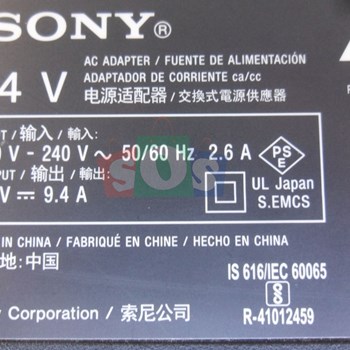 SONY®
AC ADAPTER / FUENTE DE ALIMENTACIÓN
ADAPTADOR DE CORRIENTE ca/cc
4 V
电源适配器 / 交換式電源供應器
/ 输入 / 輸入:
V - 240 V ~ 50/60 Hz 2.6 A
PSE
/ 输出 / 輸出:
V ⎓ 9.4 A
SOS
UL Japan
S.EMCS
IN CHINA / FABRIQUÉ EN CHINE / HECHO EN CHINA
地: 中国
IS 616/IEC 60065
R-41012459
Corporation / 索尼公司